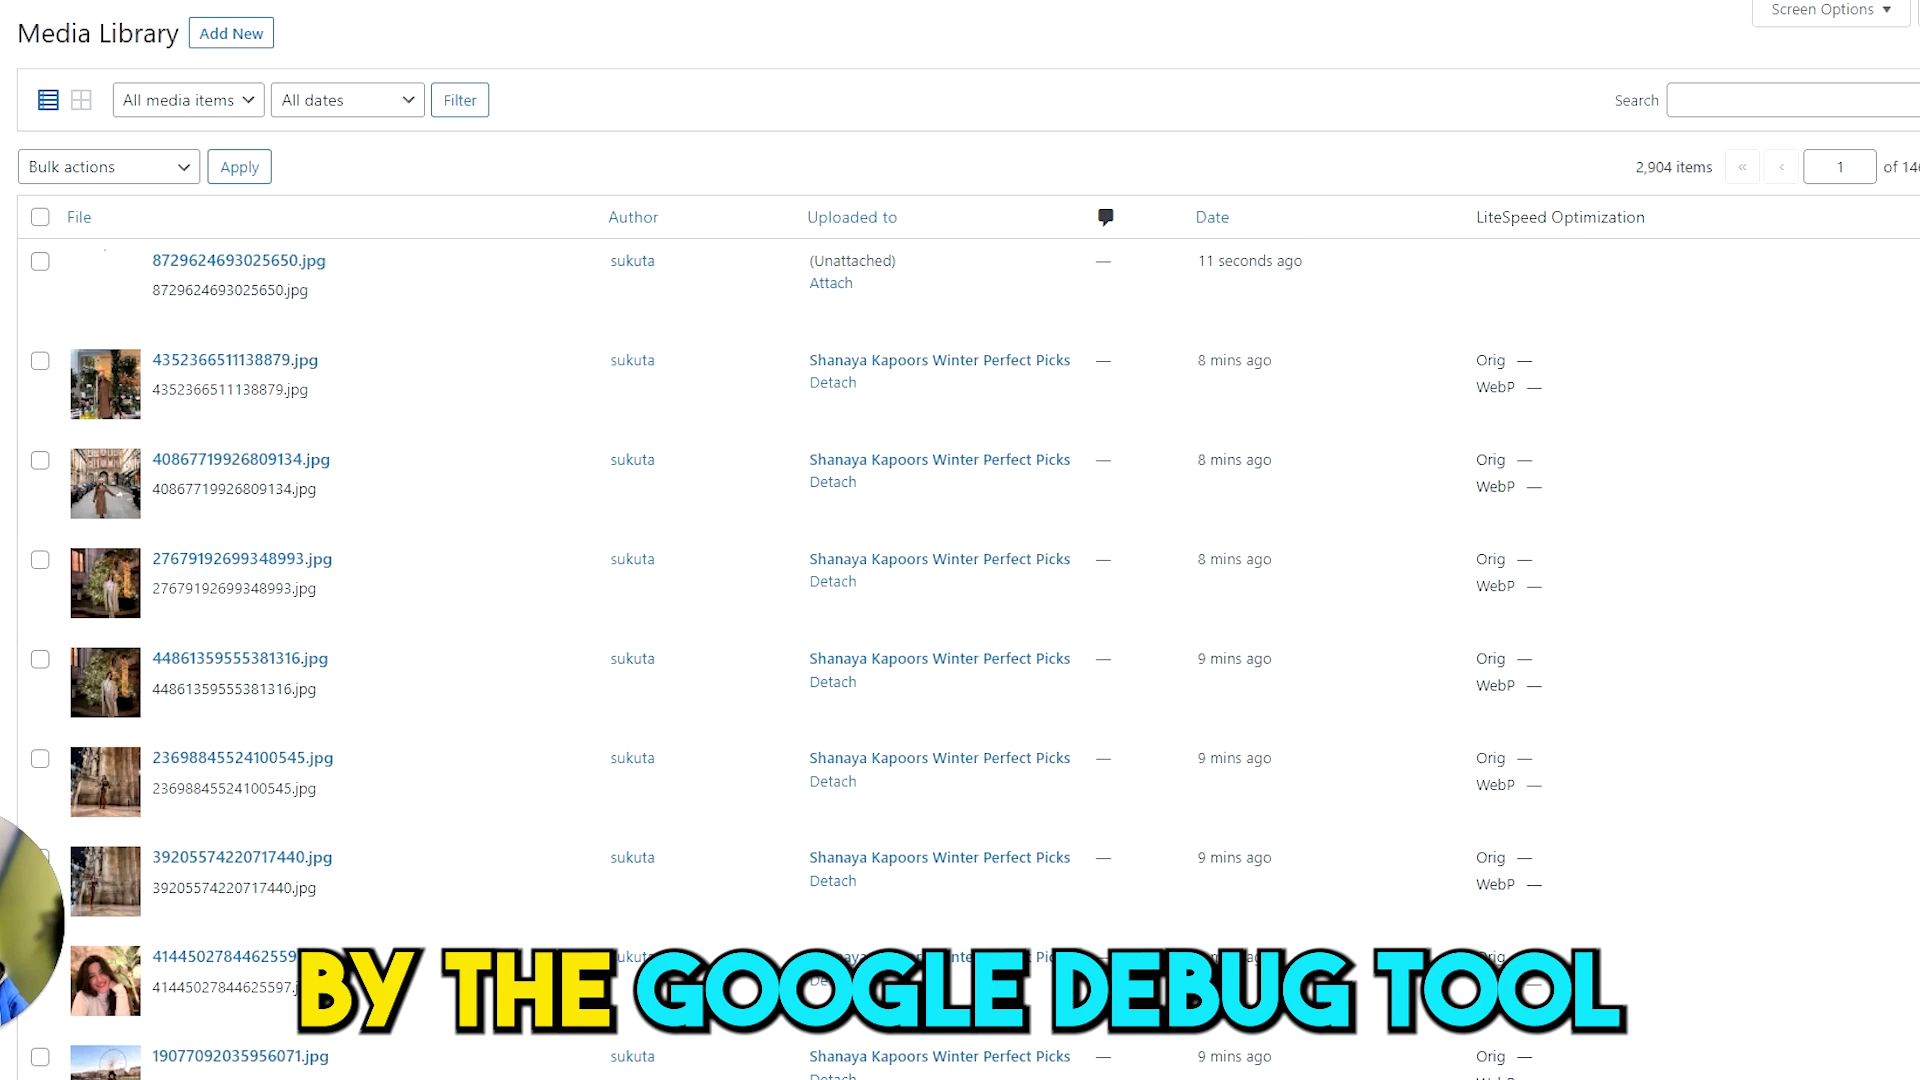 Screen Options
Media Library Add New
All media items All dates Filter Search
Bulk actions Apply 2,904 items « ‹ 1 of
File Author Uploaded to Date LiteSpeed Optimization
8729624693025650.jpg sukuta (Unattached) — 11 seconds ago
8729624693025650.jpg Attach
4352366511138879.jpg sukuta Shanaya Kapoors Winter Perfect Picks — 8 mins ago Orig —
4352366511138879.jpg Detach WebP —
40867719926809134.jpg sukuta Shanaya Kapoors Winter Perfect Picks — 8 mins ago Orig —
40867719926809134.jpg Detach WebP —
27679192699348993.jpg sukuta Shanaya Kapoors Winter Perfect Picks — 8 mins ago Orig —
27679192699348993.jpg Detach WebP —
44861359555381316.jpg sukuta Shanaya Kapoors Winter Perfect Picks — 9 mins ago Orig —
44861359555381316.jpg Detach WebP —
23698845524100545.jpg sukuta Shanaya Kapoors Winter Perfect Picks — 9 mins ago Orig —
23698845524100545.jpg Detach WebP —
39205574220717440.jpg sukuta Shanaya Kapoors Winter Perfect Picks — 9 mins ago Orig —
39205574220717440.jpg Detach WebP —
BY THE GOOGLE DEBUG TOOL
19077092035956071.jpg sukuta Shanaya Kapoors Winter Perfect Picks — 9 mins ago Orig —
Detach